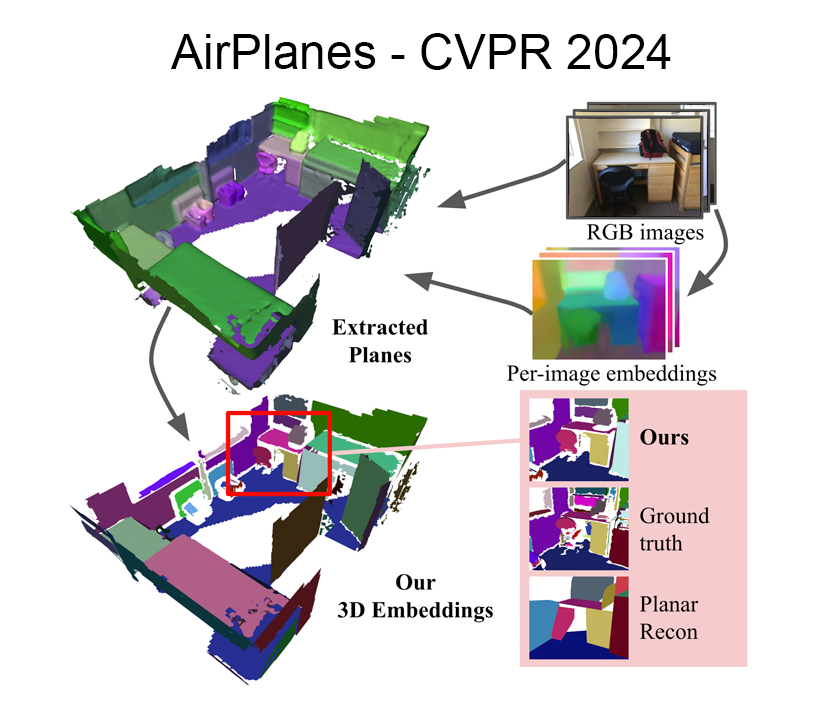 AirPlanes - CVPR 2024
RGB images
Extracted
Planes
Per-image embeddings
Ours
Ground
truth
Our
3D Embeddings
Planar
Recon